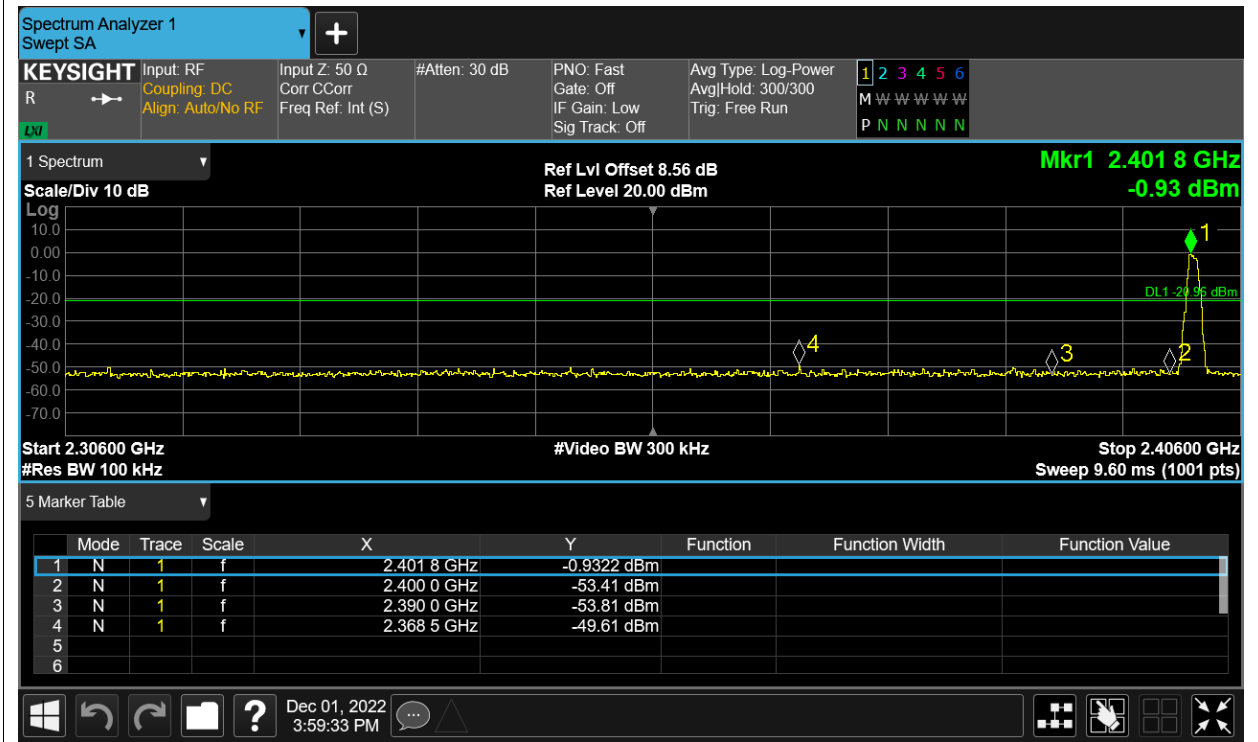 Spectrum Analyzer 1
Swept SA
+
KEYSIGHT
R
LXI
Input: RF
Coupling: DC
Align: Auto/No RF
Input Z: 50 Ω
Corr CCorr
Freq Ref: Int (S)
#Atten: 30 dB
PNO: Fast
Gate: Off
IF Gain: Low
Sig Track: Off
Avg Type: Log-Power
Avg|Hold: 300/300
Trig: Free Run
1 2 3 4 5 6
M W W W W W
P N N N N N
1 Spectrum
Scale/Div 10 dB
Ref Lvl Offset 8.56 dB
Ref Level 20.00 dBm
Mkr1 2.401 8 GHz
-0.93 dBm
Log
10.0
0.00
-10.0
-20.0
-30.0
-40.0
-50.0
-60.0
-70.0
1
DL1 -20.96 dBm
4
3
2
Start 2.30600 GHz
#Video BW 300 kHz
Stop 2.40600 GHz
#Res BW 100 kHz
Sweep 9.60 ms (1001 pts)
5 Marker Table
Mode Trace Scale X Y Function Function Width Function Value
1 N 1 f 2.401 8 GHz -0.9322 dBm
2 N 1 f 2.400 0 GHz -53.41 dBm
3 N 1 f 2.390 0 GHz -53.81 dBm
4 N 1 f 2.368 5 GHz -49.61 dBm
5
6
?
Dec 01, 2022
3:59:33 PM